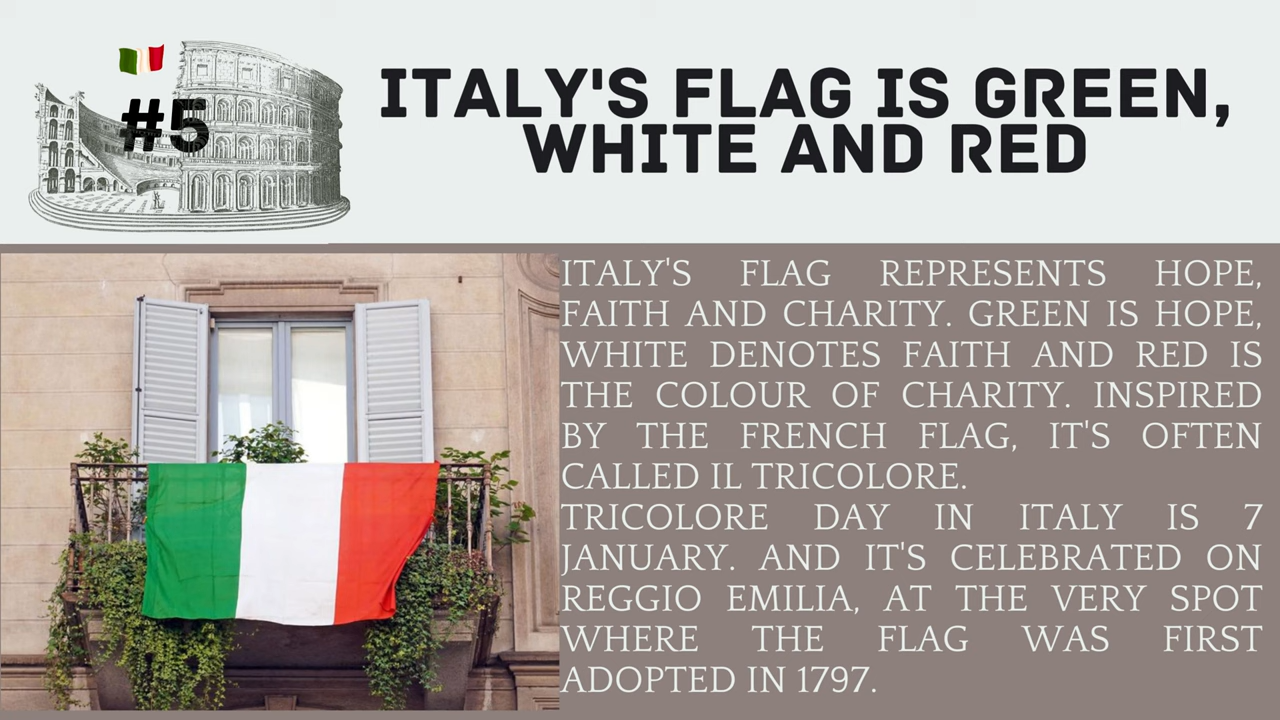 #5
ITALY'S FLAG IS GREEN,
WHITE AND RED
ITALY'S FLAG REPRESENTS HOPE,
FAITH AND CHARITY. GREEN IS HOPE,
WHITE DENOTES FAITH AND RED IS
THE COLOUR OF CHARITY. INSPIRED
BY THE FRENCH FLAG, IT'S OFTEN
CALLED IL TRICOLORE.
TRICOLORE DAY IN ITALY IS 7
JANUARY. AND IT'S CELEBRATED ON
REGGIO EMILIA, AT THE VERY SPOT
WHERE THE FLAG WAS FIRST
ADOPTED IN 1797.